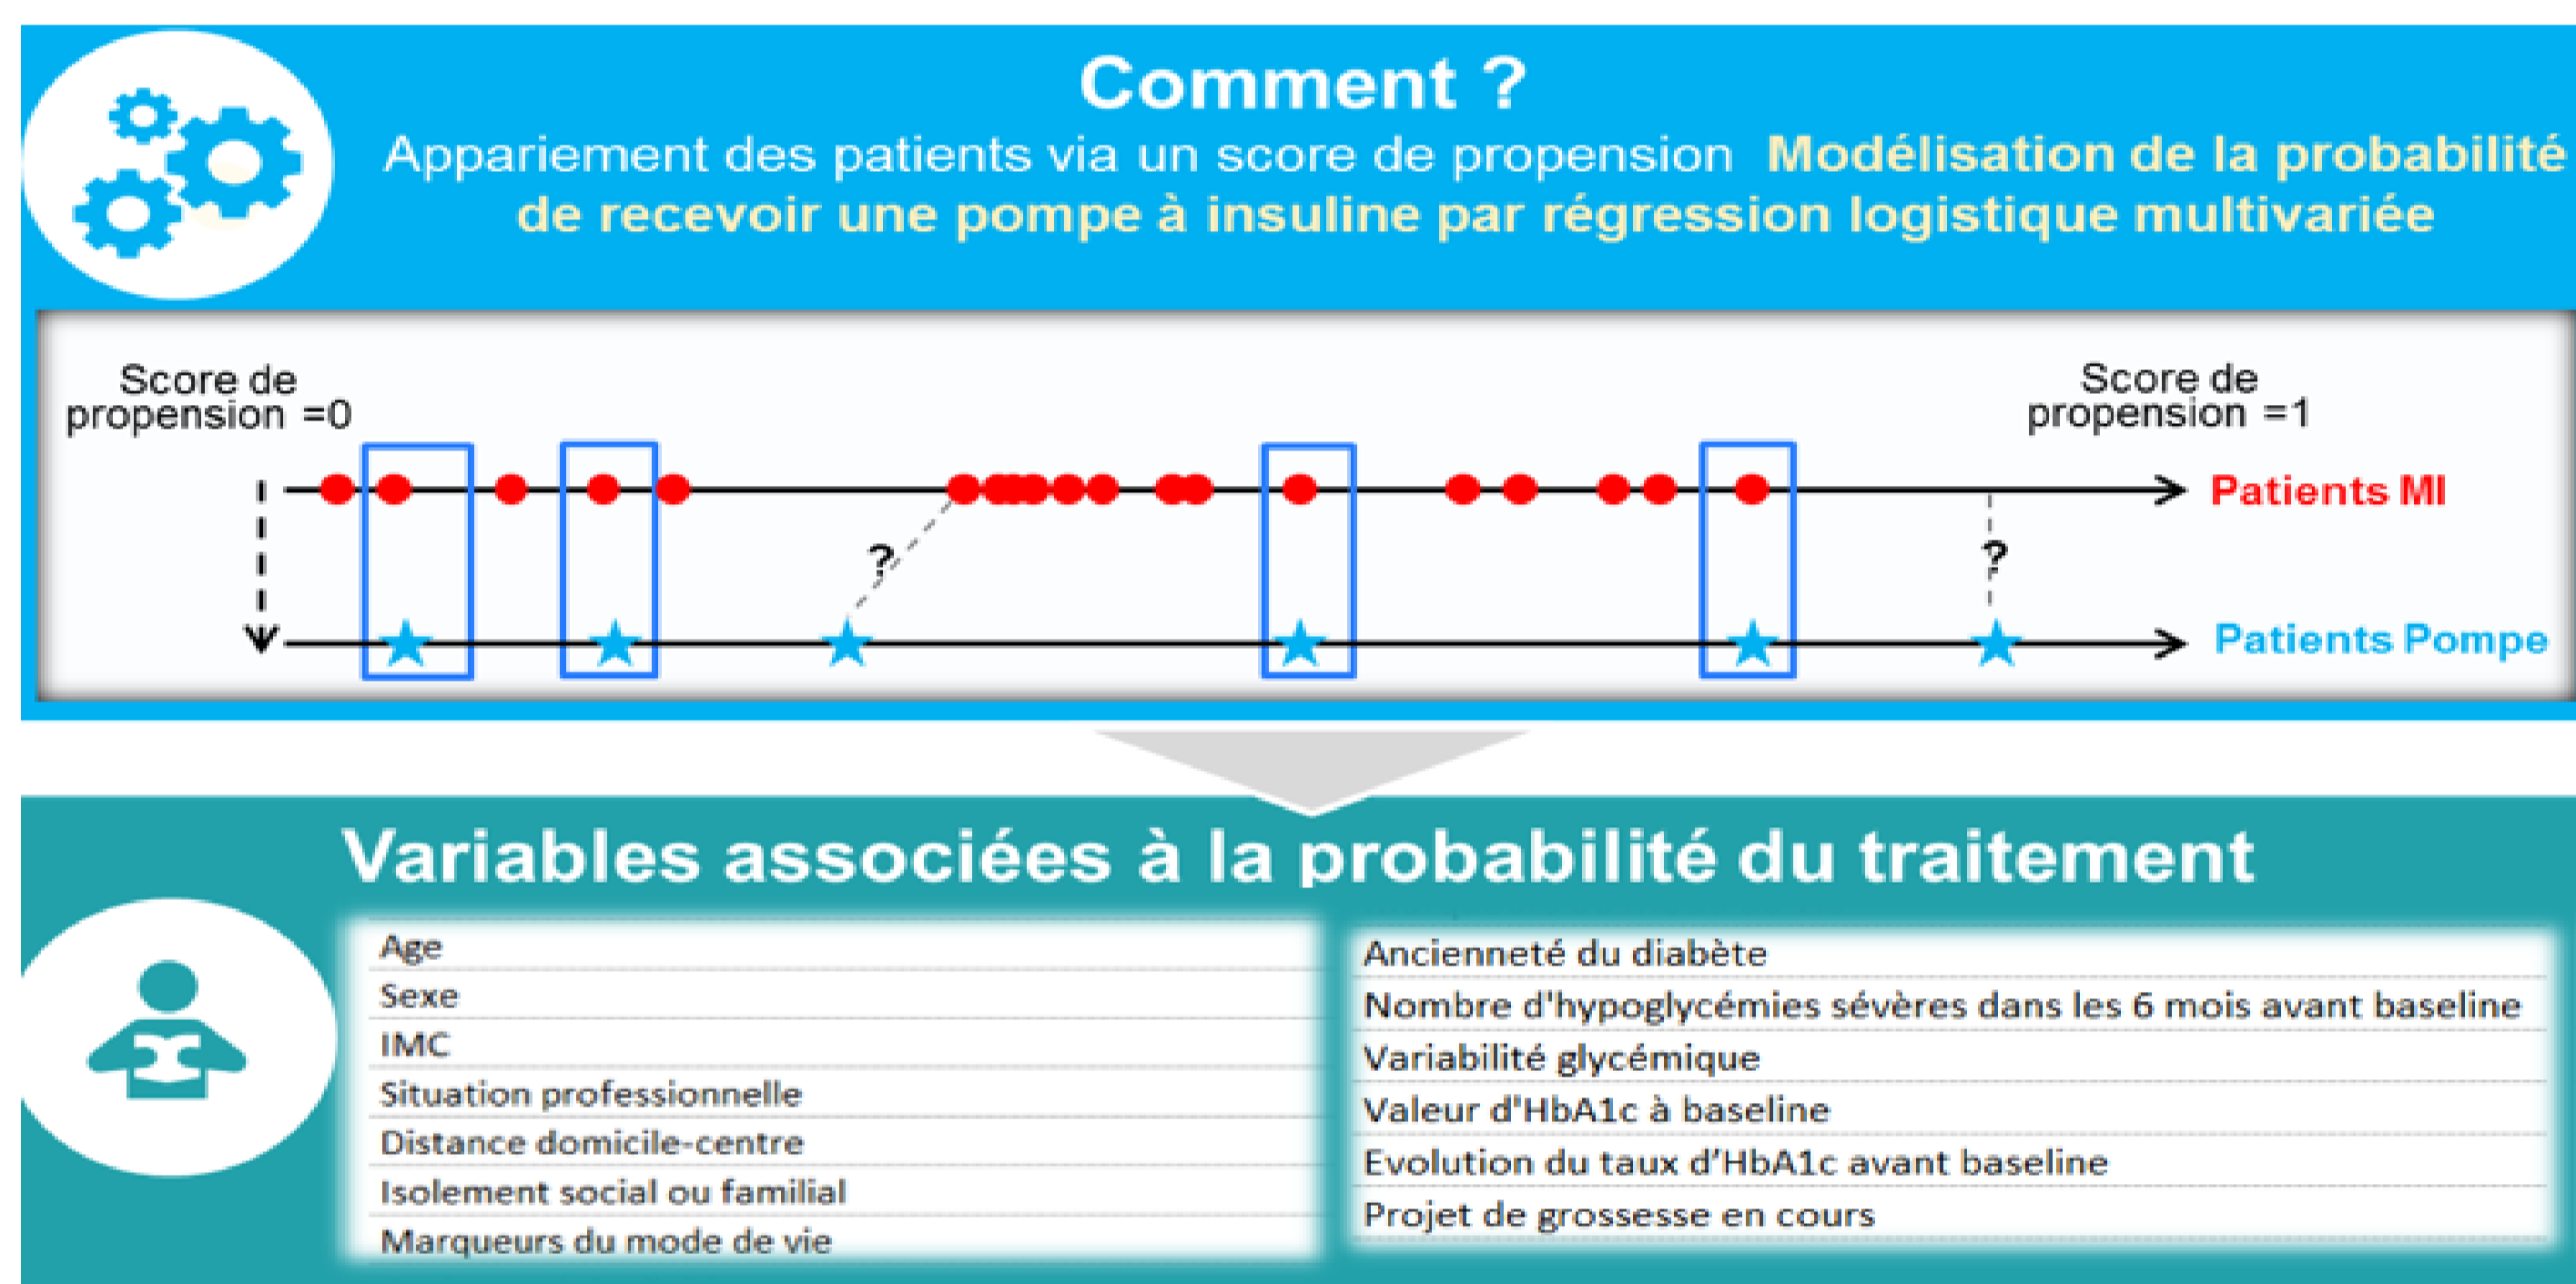 Comment ?
Appariement des patients via un score de propension Modélisation de la probabilité
de recevoir une pompe à insuline par régression logistique multivariée
Score de
propension =0
Score de
propension =1
Patients MI
?
?
Patients Pompe
Variables associées à la probabilité du traitement
Age
Sexe
IMC
Situation professionnelle
Distance domicile-centre
Isolement social ou familial
Marqueurs du mode de vie
Ancienneté du diabète
Nombre d'hypoglycémies sévères dans les 6 mois avant baseline
Variabilité glycémique
Valeur d'HbA1c à baseline
Evolution du taux d’HbA1c avant baseline
Projet de grossesse en cours